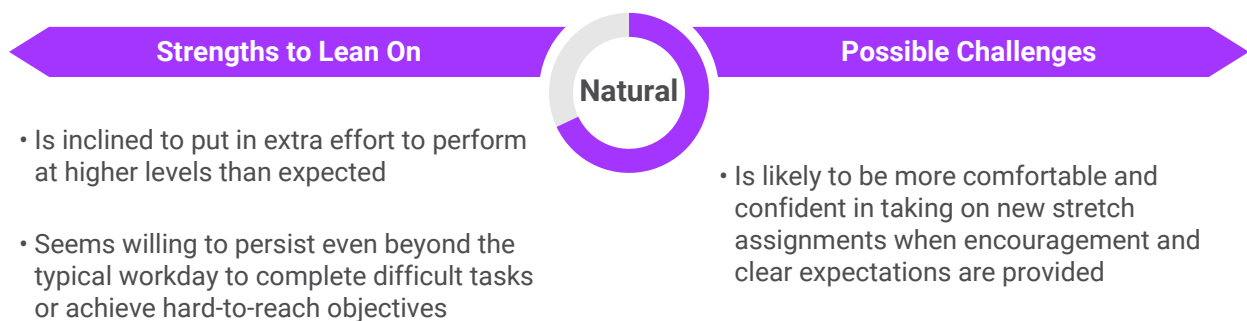 Strengths to Lean On
Natural
Possible Challenges
• Is inclined to put in extra effort to perform
at higher levels than expected
• Seems willing to persist even beyond the
typical workday to complete difficult tasks
or achieve hard-to-reach objectives
• Is likely to be more comfortable and
confident in taking on new stretch
assignments when encouragement and
clear expectations are provided